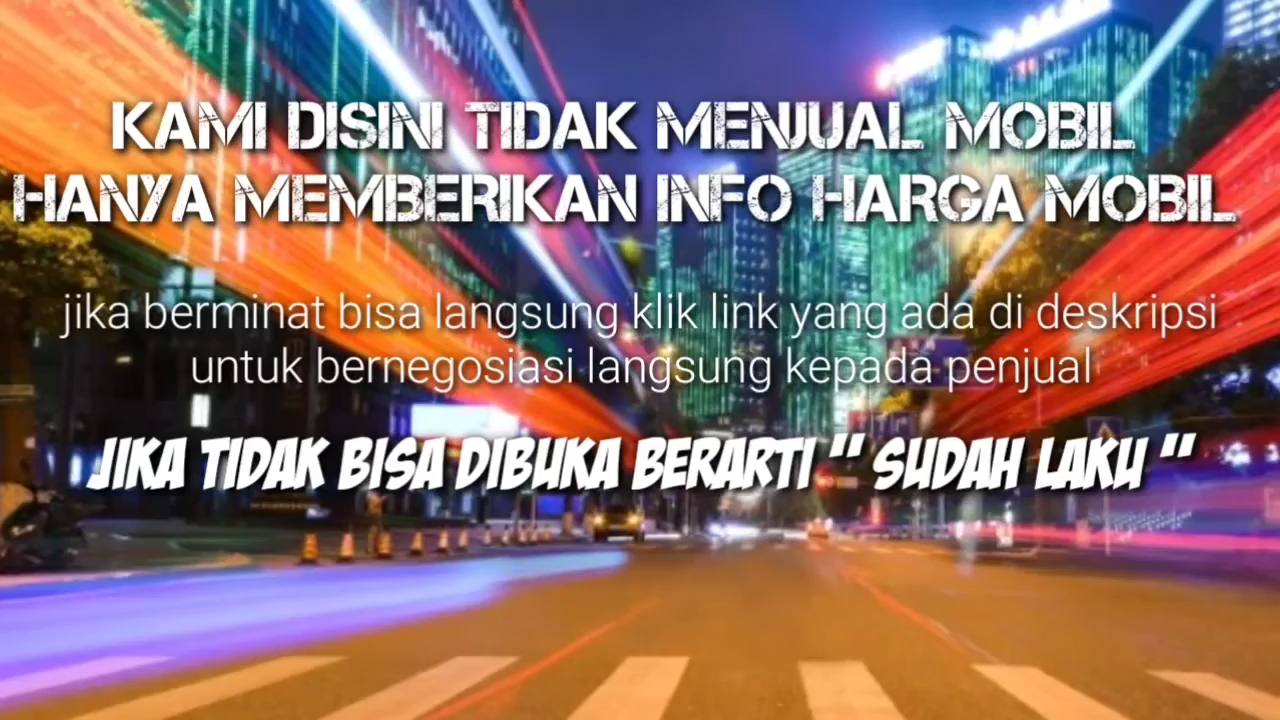 KAMI DISINI TIDAK MENJUAL MOBIL
HANYA MEMBERIKAN INFO HARGA MOBIL
jika berminat bisa langsung klik link yang ada di deskripsi
untuk bernegosiasi langsung kepada penjual
JIKA TIDAK BISA DIBUKA BERARTI " SUDAH LAKU "